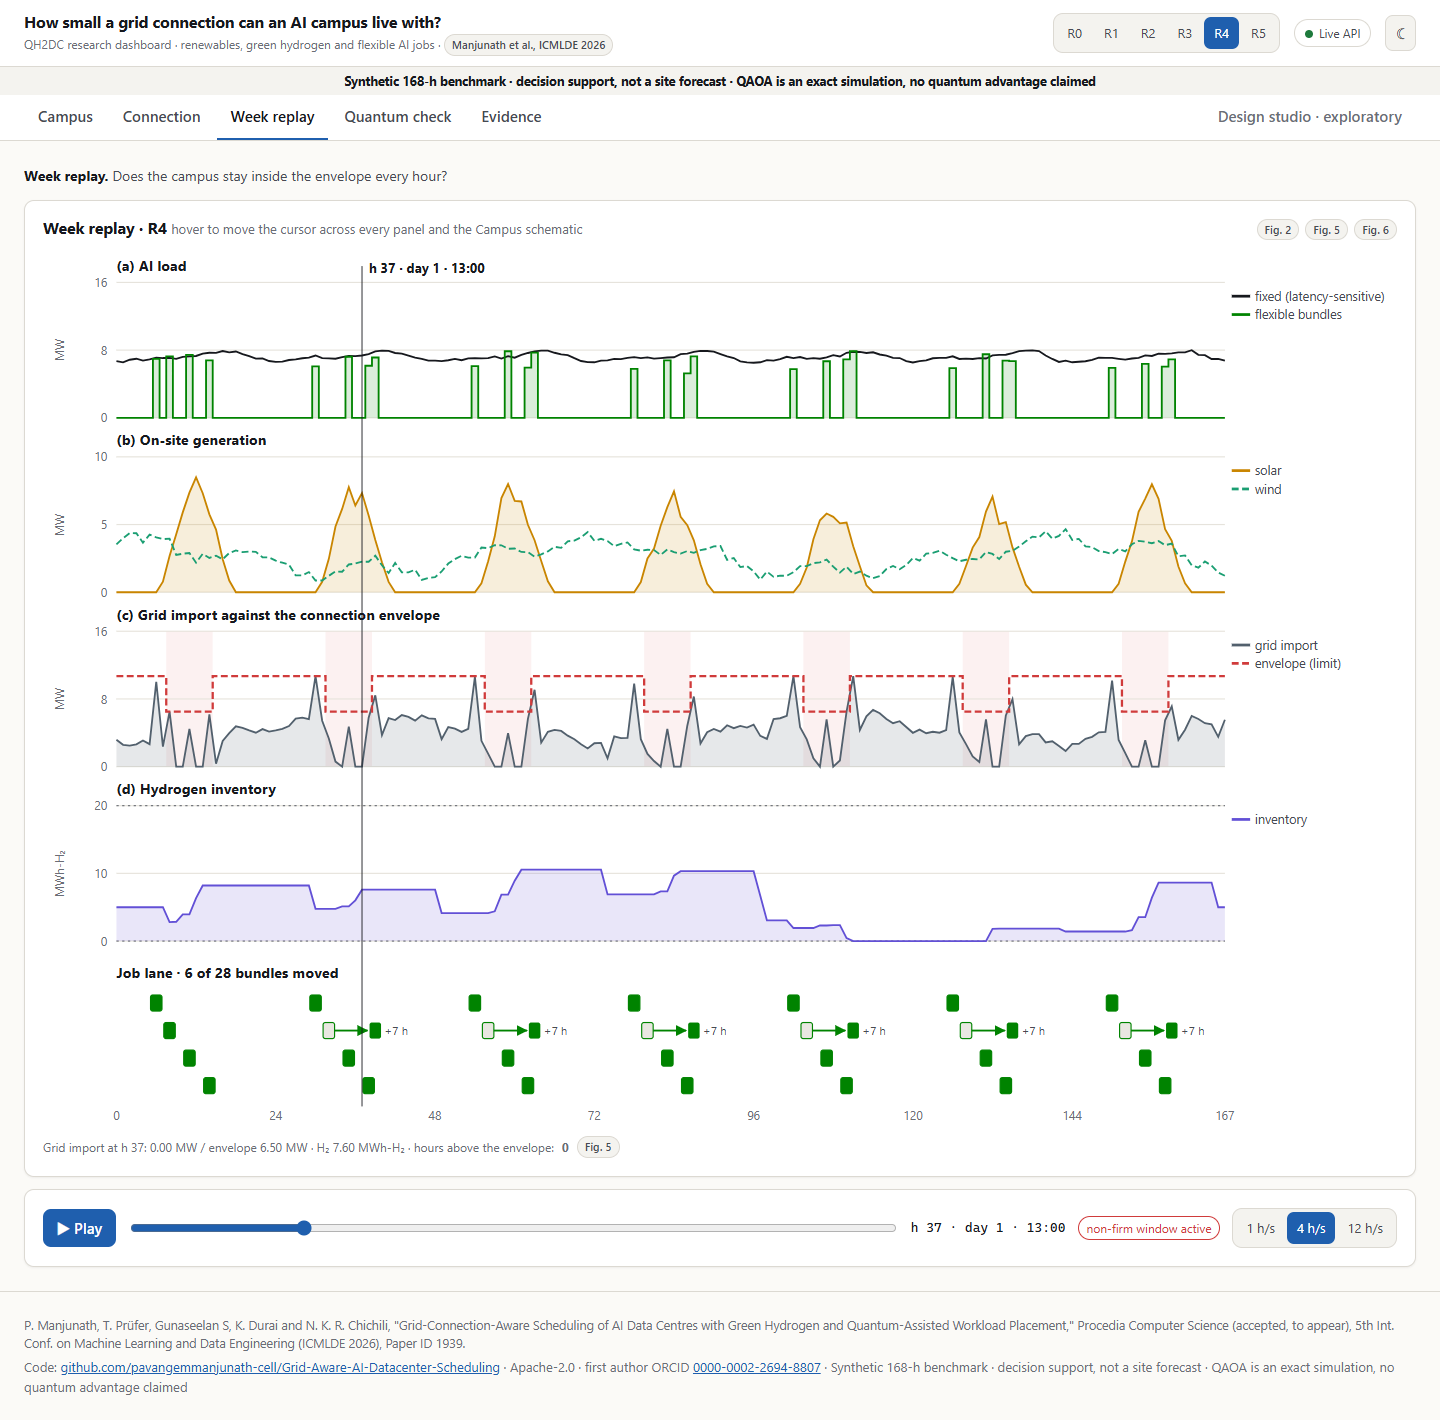 How small a grid connection can an AI campus live with?
QH2DC research dashboard · renewables, green hydrogen and flexible AI jobs · Manjunath et al., ICMLDE 2026
R0 R1 R2 R3 R4 R5
Live API
Synthetic 168-h benchmark · decision support, not a site forecast · QAOA is an exact simulation, no quantum advantage claimed
Campus Connection Week replay Quantum check Evidence Design studio · exploratory
Week replay. Does the campus stay inside the envelope every hour?
Week replay · R4 hover to move the cursor across every panel and the Campus schematic
Fig. 2 Fig. 5 Fig. 6
(a) AI load
h 37 · day 1 · 13:00
16
8
0
MW
fixed (latency-sensitive)
flexible bundles
(b) On-site generation
10
5
0
MW
solar
wind
(c) Grid import against the connection envelope
16
8
0
MW
grid import
envelope (limit)
(d) Hydrogen inventory
20
10
0
MWh-H₂
inventory
Job lane · 6 of 28 bundles moved
+7 h +7 h +7 h +7 h +7 h +7 h
0 24 48 72 96 120 144 167
Grid import at h 37: 0.00 MW / envelope 6.50 MW · H₂ 7.60 MWh-H₂ · hours above the envelope: 0 Fig. 5
▶ Play
h 37 · day 1 · 13:00
non-firm window active
1 h/s 4 h/s 12 h/s
P. Manjunath, T. Prüfer, Gunaseelan S, K. Durai and N. K. R. Chichili, "Grid-Connection-Aware Scheduling of AI Data Centres with Green Hydrogen and Quantum-Assisted Workload Placement," Procedia Computer Science (accepted, to appear), 5th Int.
Conf. on Machine Learning and Data Engineering (ICMLDE 2026), Paper ID 1939.
Code: github.com/pavangemmanjunath-cell/Grid-Aware-AI-Datacenter-Scheduling · Apache-2.0 · first author ORCID 0000-0002-2694-8807 · Synthetic 168-h benchmark · decision support, not a site forecast · QAOA is an exact simulation, no
quantum advantage claimed